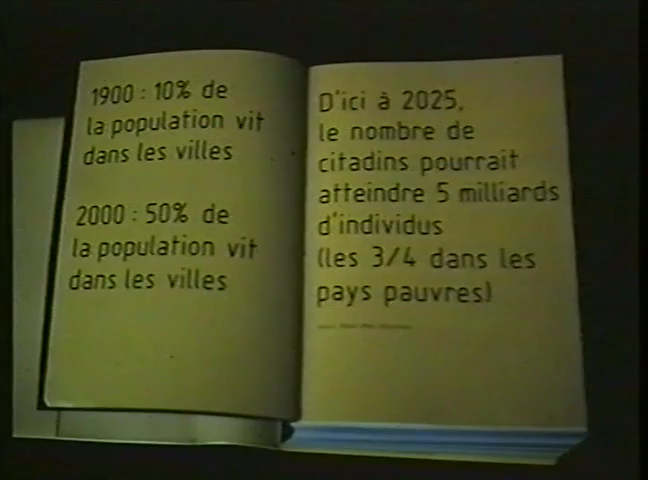 1900 : 10% de
la population vit
dans les villes
2000 : 50% de
la population vit
dans les villes
D'ici à 2025,
le nombre de
citadins pourrait
atteindre 5 milliards
d'individus
(les 3/4 dans les
pays pauvres)